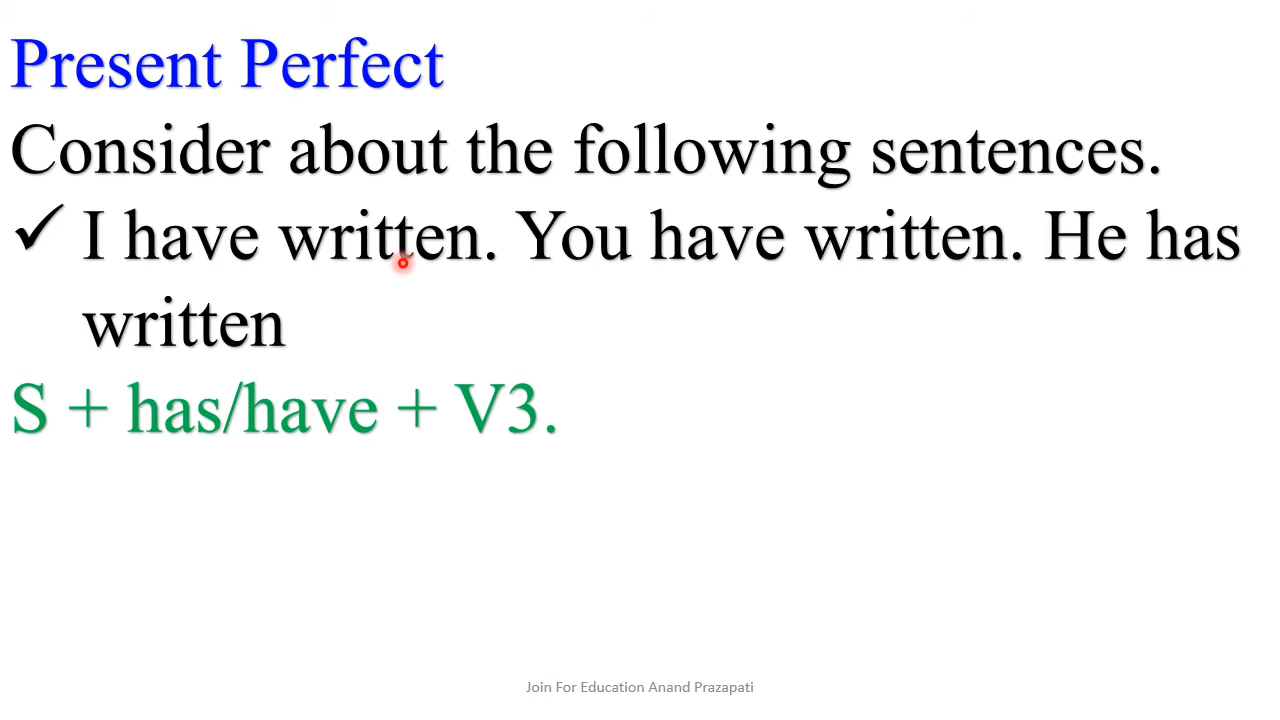 Present Perfect
Consider about the following sentences.
✓ I have written. You have written. He has
written
S + has/have + V3.
Join For Education Anand Prazapati